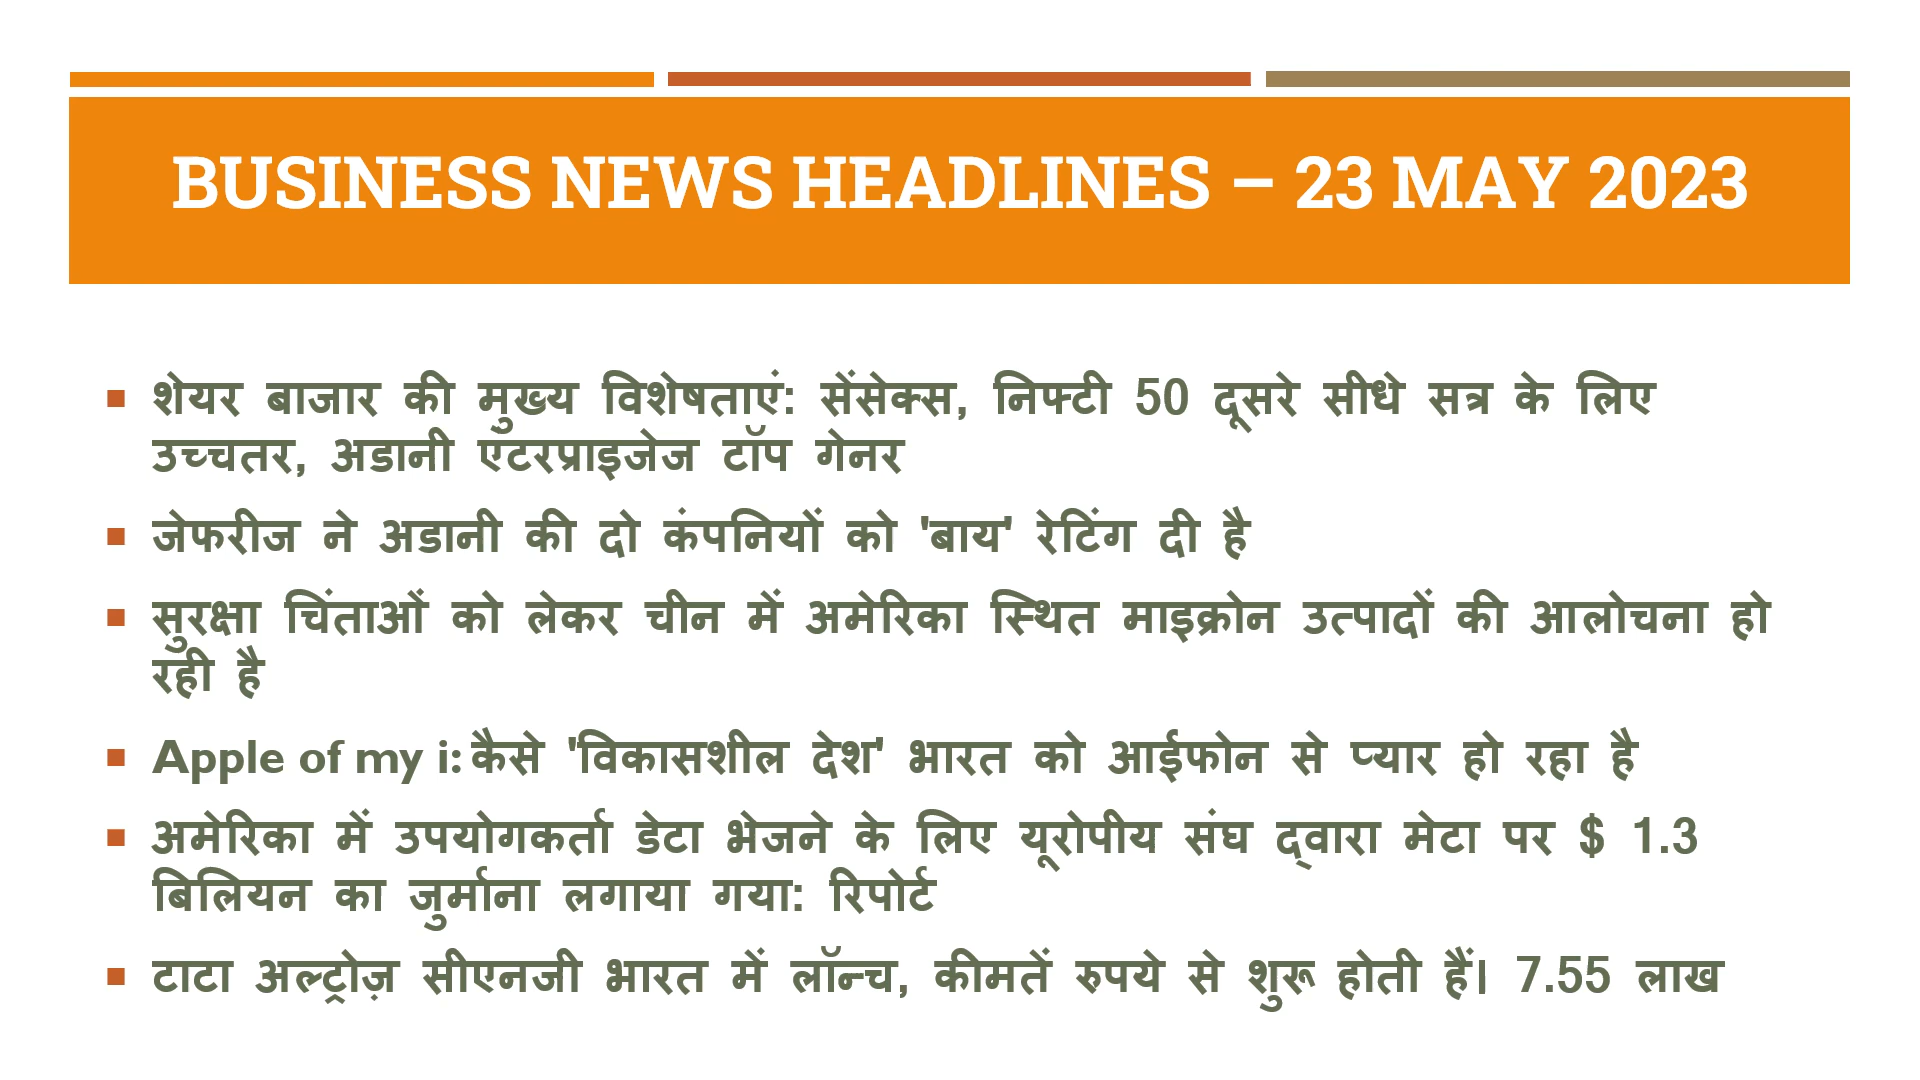 BUSINESS NEWS HEADLINES – 23 MAY 2023
शेयर बाजार की मुख्य विशेषताएं: सेंसेक्स, निफ्टी 50 दूसरे सीधे सत्र के लिए
उच्चतर, अडानी एंटरप्राइजेज टॉप गेनर
जेफरीज ने अडानी की दो कंपनियों को 'बाय' रेटिंग दी है
सुरक्षा चिंताओं को लेकर चीन में अमेरिका स्थित माइक्रोन उत्पादों की आलोचना हो
रही है
Apple of my i: कैसे 'विकासशील देश' भारत को आईफोन से प्यार हो रहा है
अमेरिका में उपयोगकर्ता डेटा भेजने के लिए यूरोपीय संघ द्वारा मेटा पर $ 1.3
बिलियन का जुर्माना लगाया गया: रिपोर्ट
टाटा अल्ट्रोज़ सीएनजी भारत में लॉन्च, कीमतें रुपये से शुरू होती हैं। 7.55 लाख